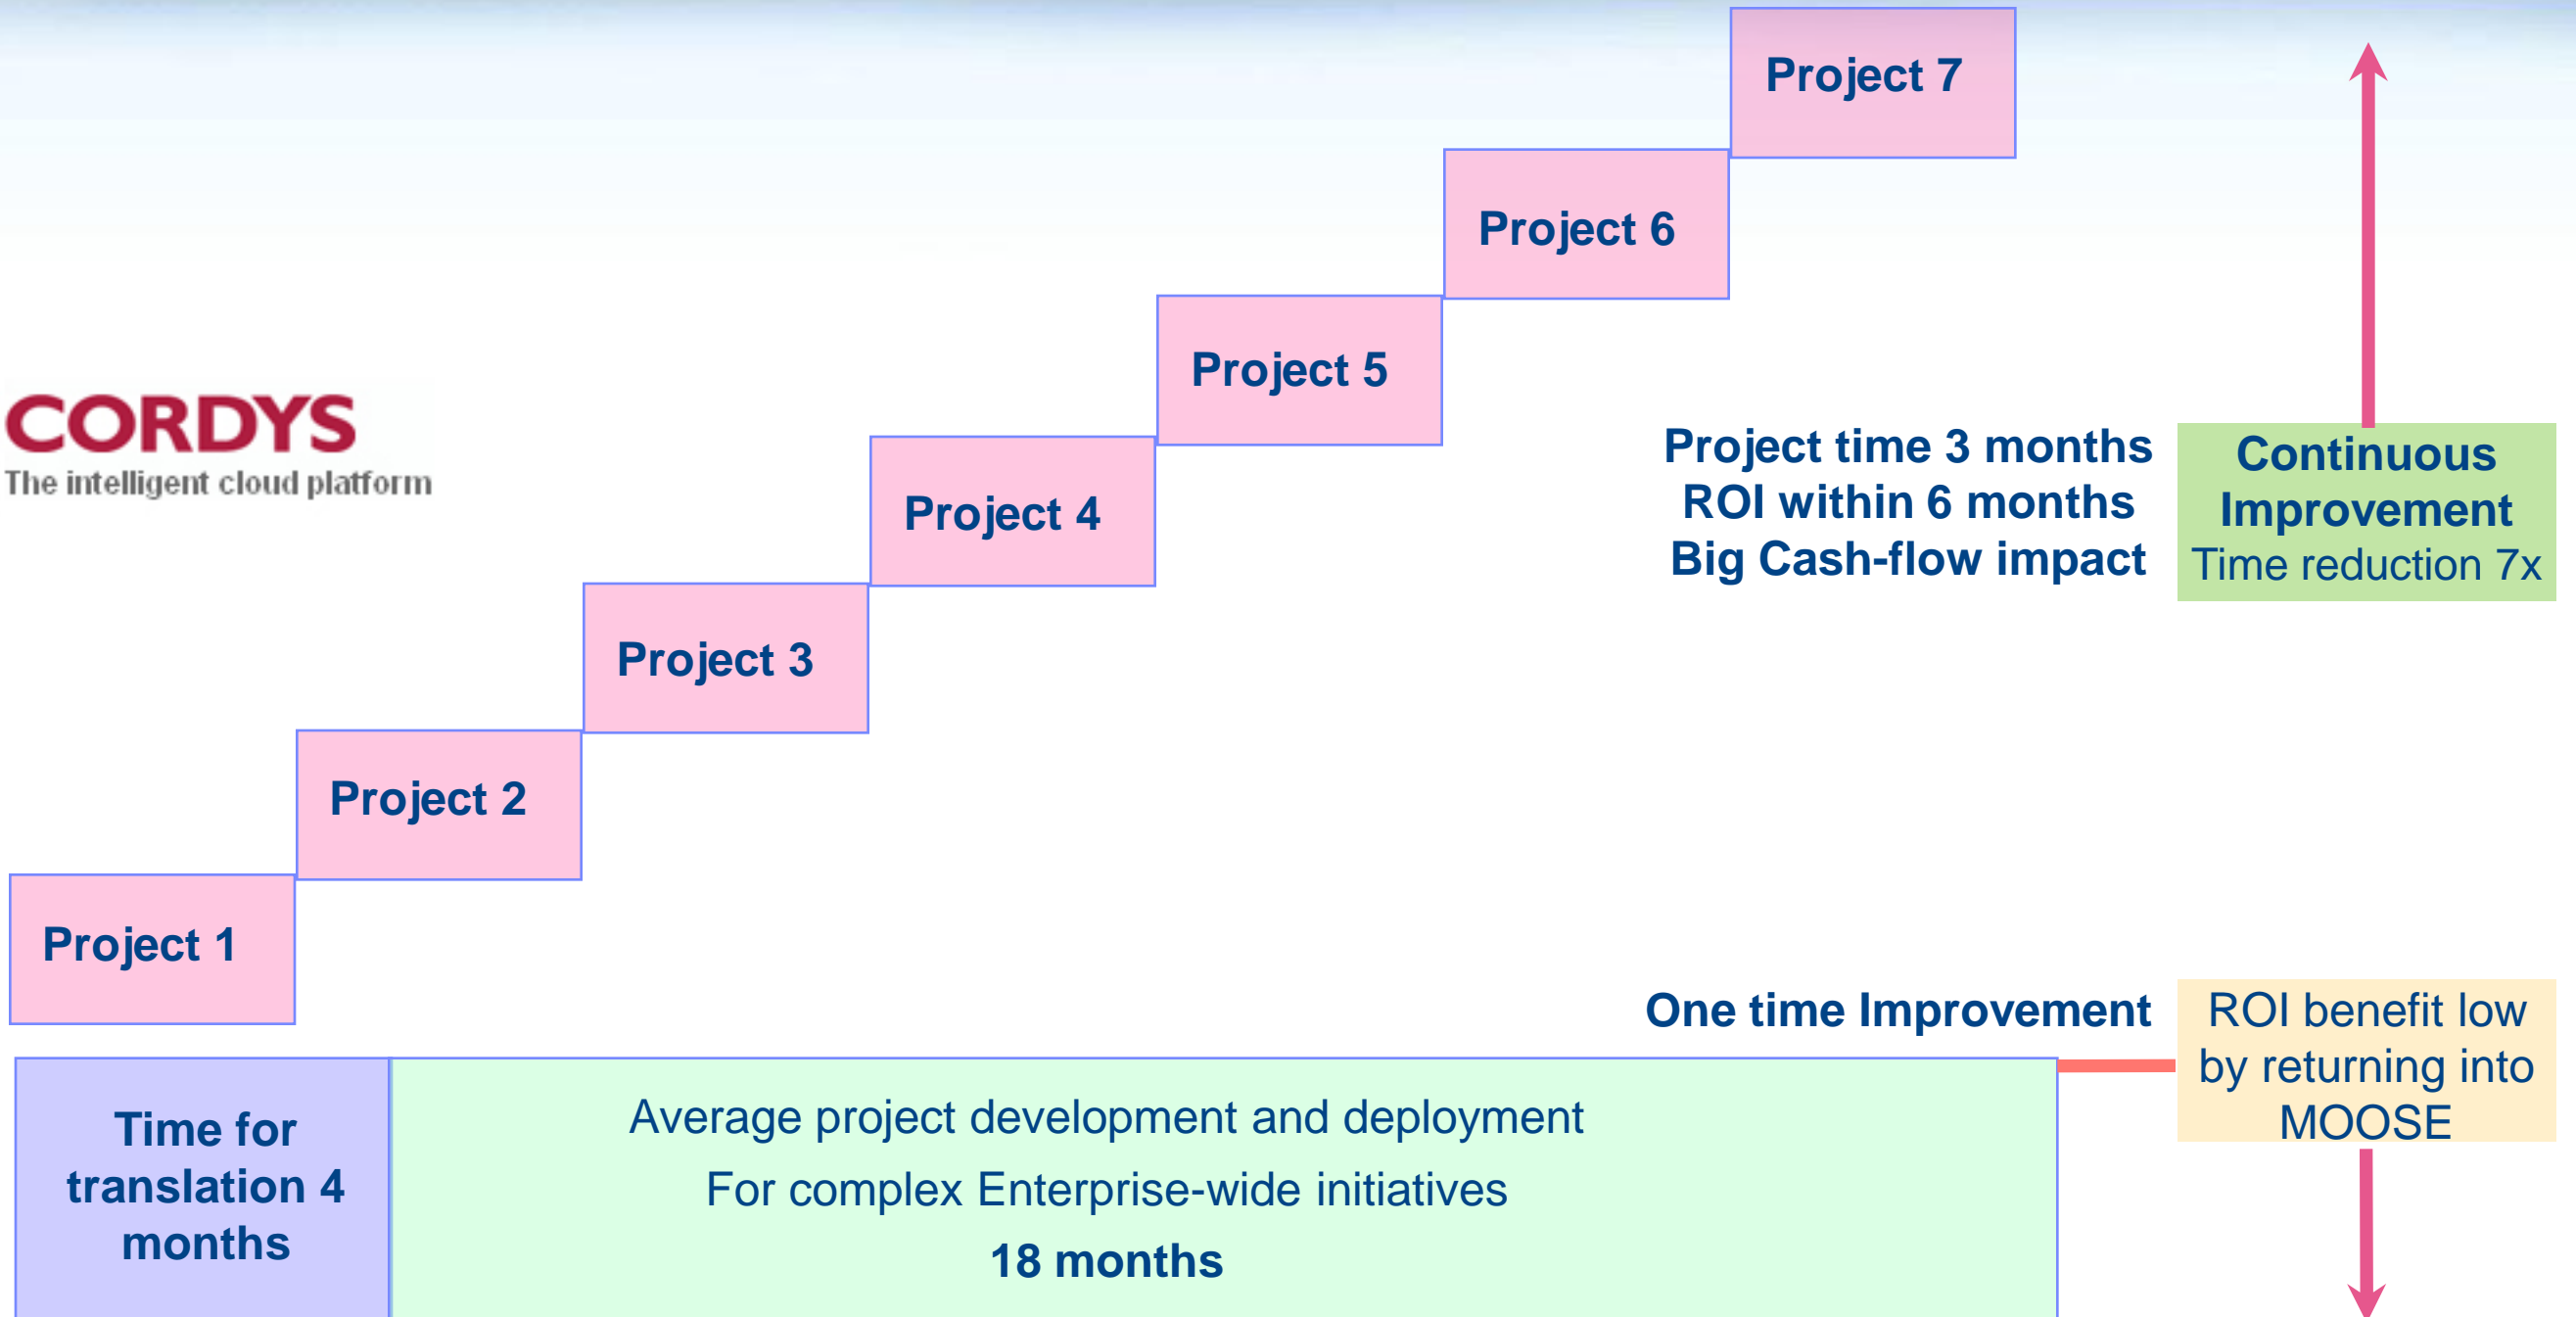 Project 7
Project 6
Project 5
CORDYS
The intelligent cloud platform
Project 4
Project time 3 months
ROI within 6 months
Big Cash-flow impact
Continuous
Improvement
Time reduction 7x
Project 3
Project 2
Project 1
One time Improvement
ROI benefit low
by returning into
MOOSE
Time for
translation 4
months
Average project development and deployment
For complex Enterprise-wide initiatives
18 months